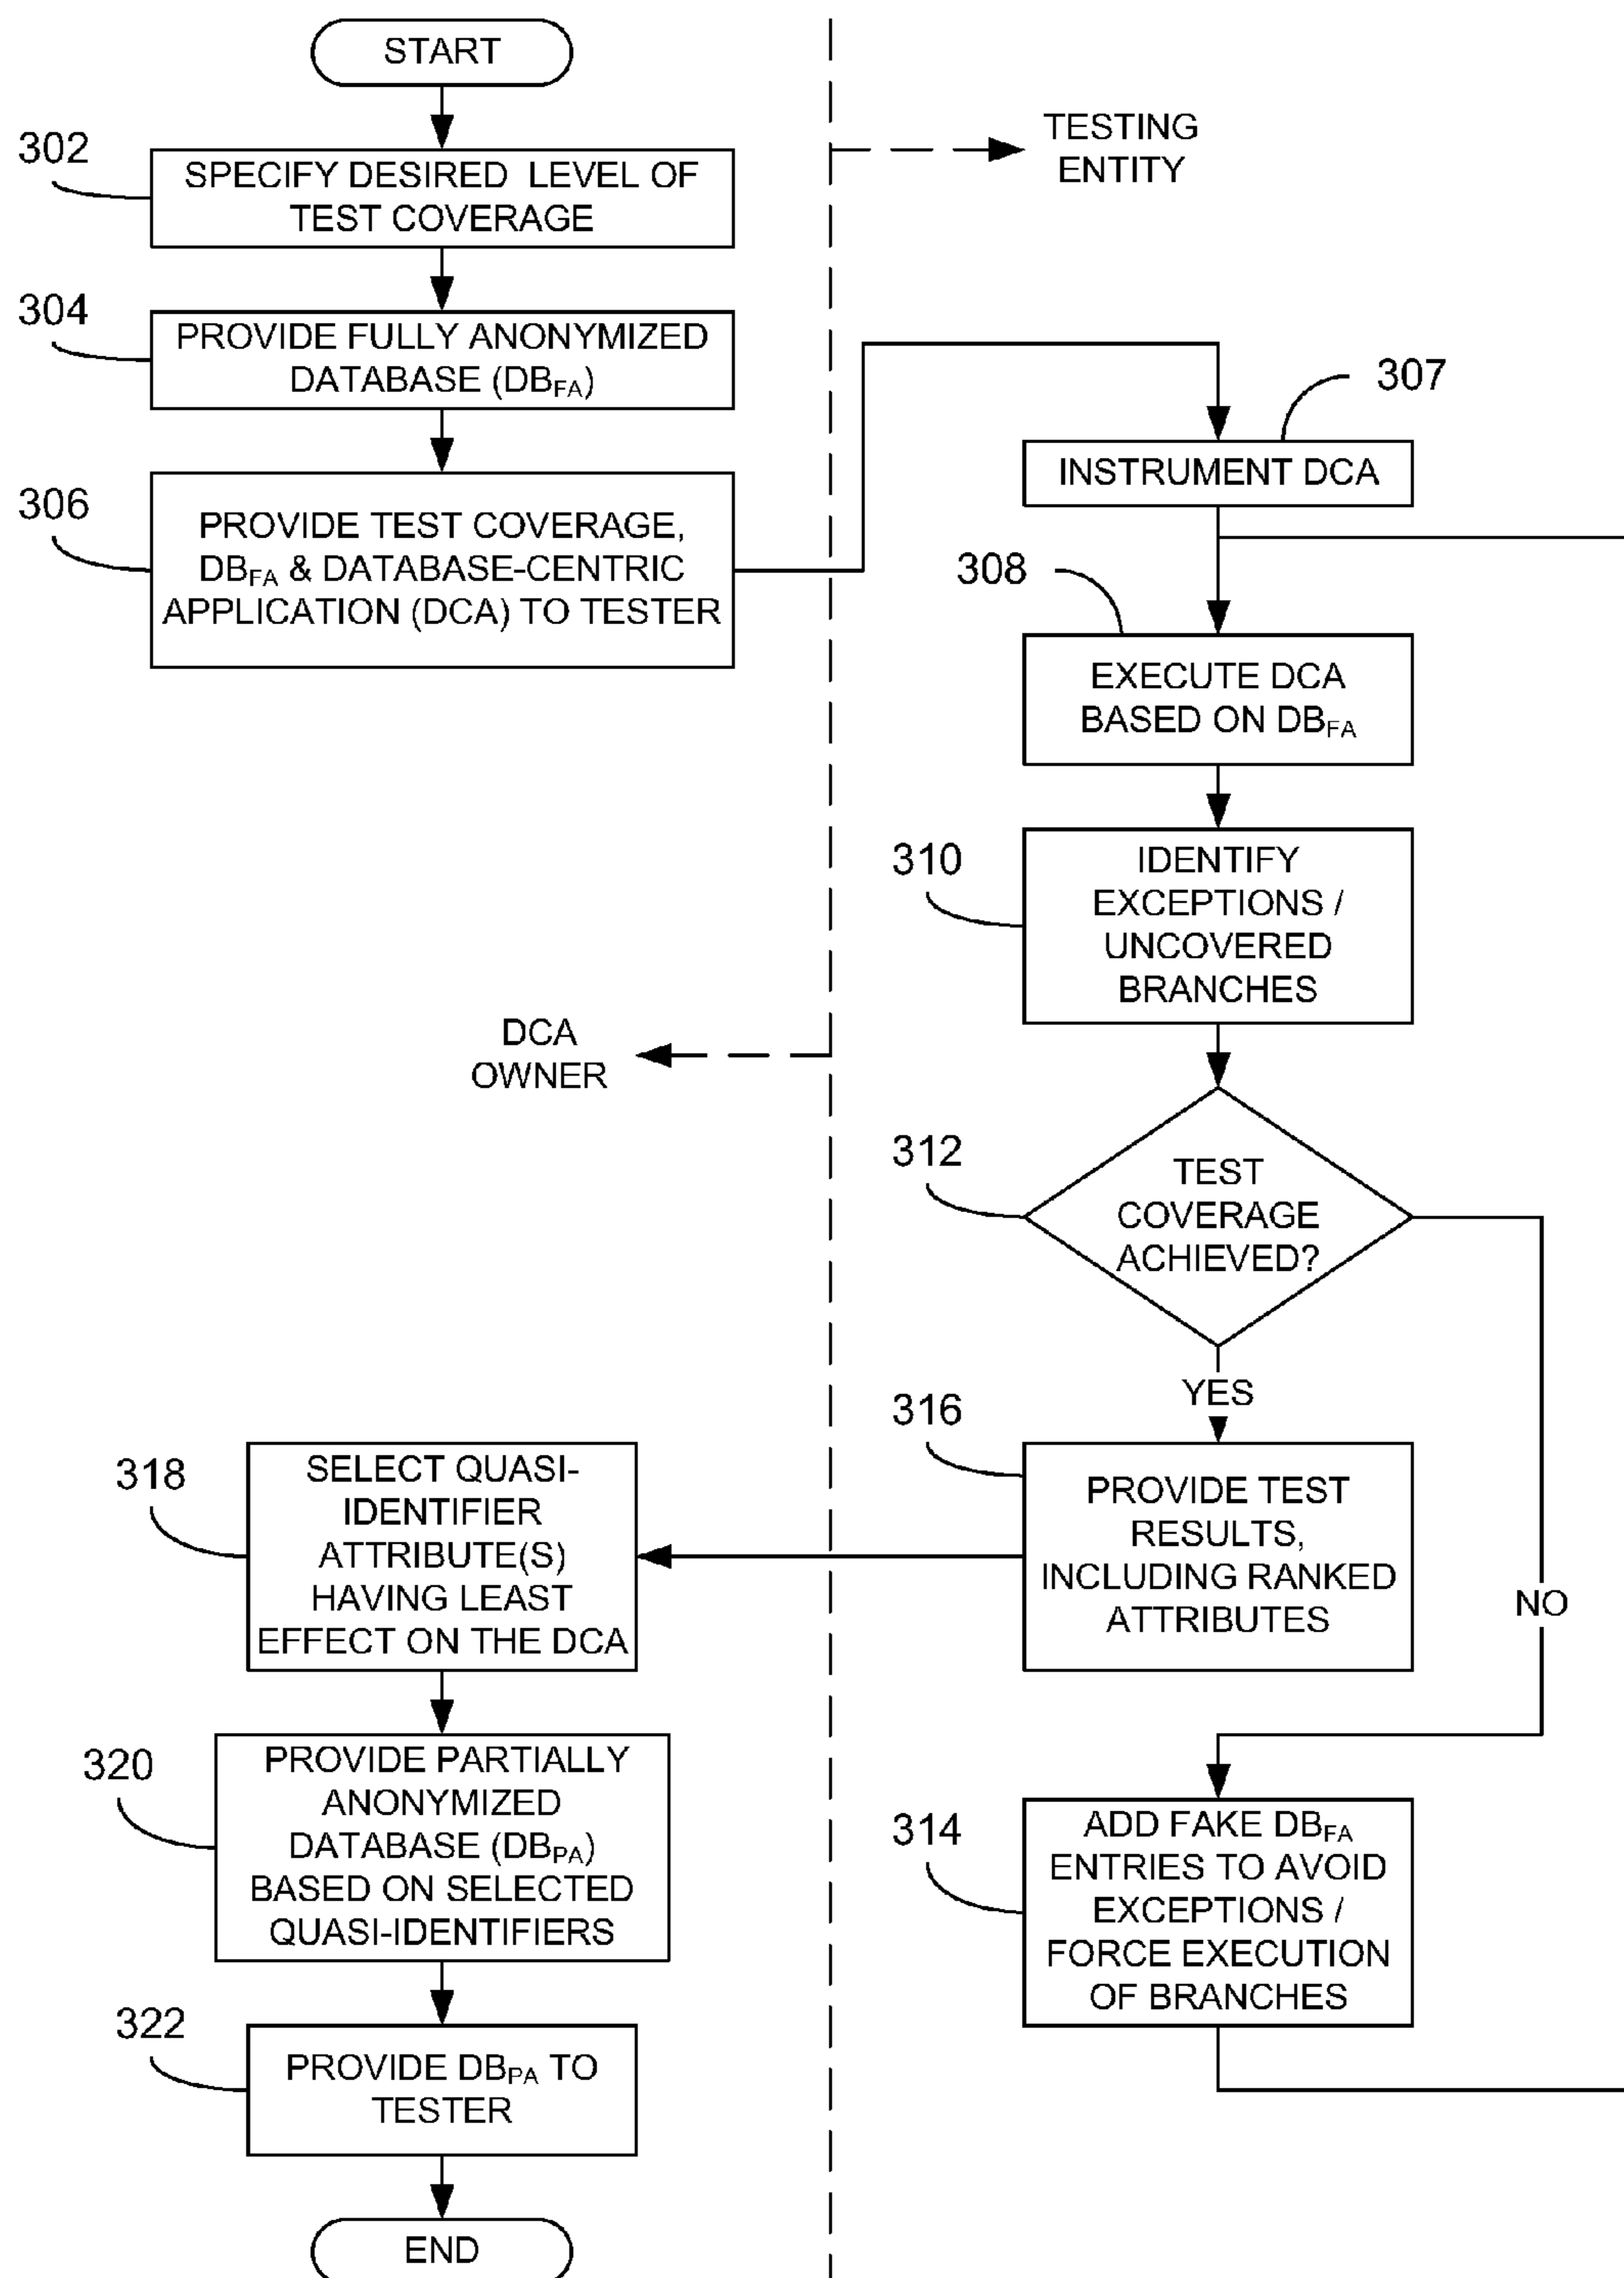 START
302
SPECIFY DESIRED LEVEL OF
TEST COVERAGE
304
PROVIDE FULLY ANONYMIZED
DATABASE (DBFA)
306
PROVIDE TEST COVERAGE,
DBFA & DATABASE-CENTRIC
APPLICATION (DCA) TO TESTER
TESTING
ENTITY
307
INSTRUMENT DCA
308
EXECUTE DCA
BASED ON DBFA
310
IDENTIFY
EXCEPTIONS /
UNCOVERED
BRANCHES
DCA
OWNER
312
TEST
COVERAGE
ACHIEVED?
YES
NO
316
PROVIDE TEST
RESULTS,
INCLUDING RANKED
ATTRIBUTES
314
ADD FAKE DBFA
ENTRIES TO AVOID
EXCEPTIONS /
FORCE EXECUTION
OF BRANCHES
318
SELECT QUASI-
IDENTIFIER
ATTRIBUTE(S)
HAVING LEAST
EFFECT ON THE DCA
320
PROVIDE PARTIALLY
ANONYMIZED
DATABASE (DBPA)
BASED ON SELECTED
QUASI-IDENTIFIERS
322
PROVIDE DBPA TO
TESTER
END